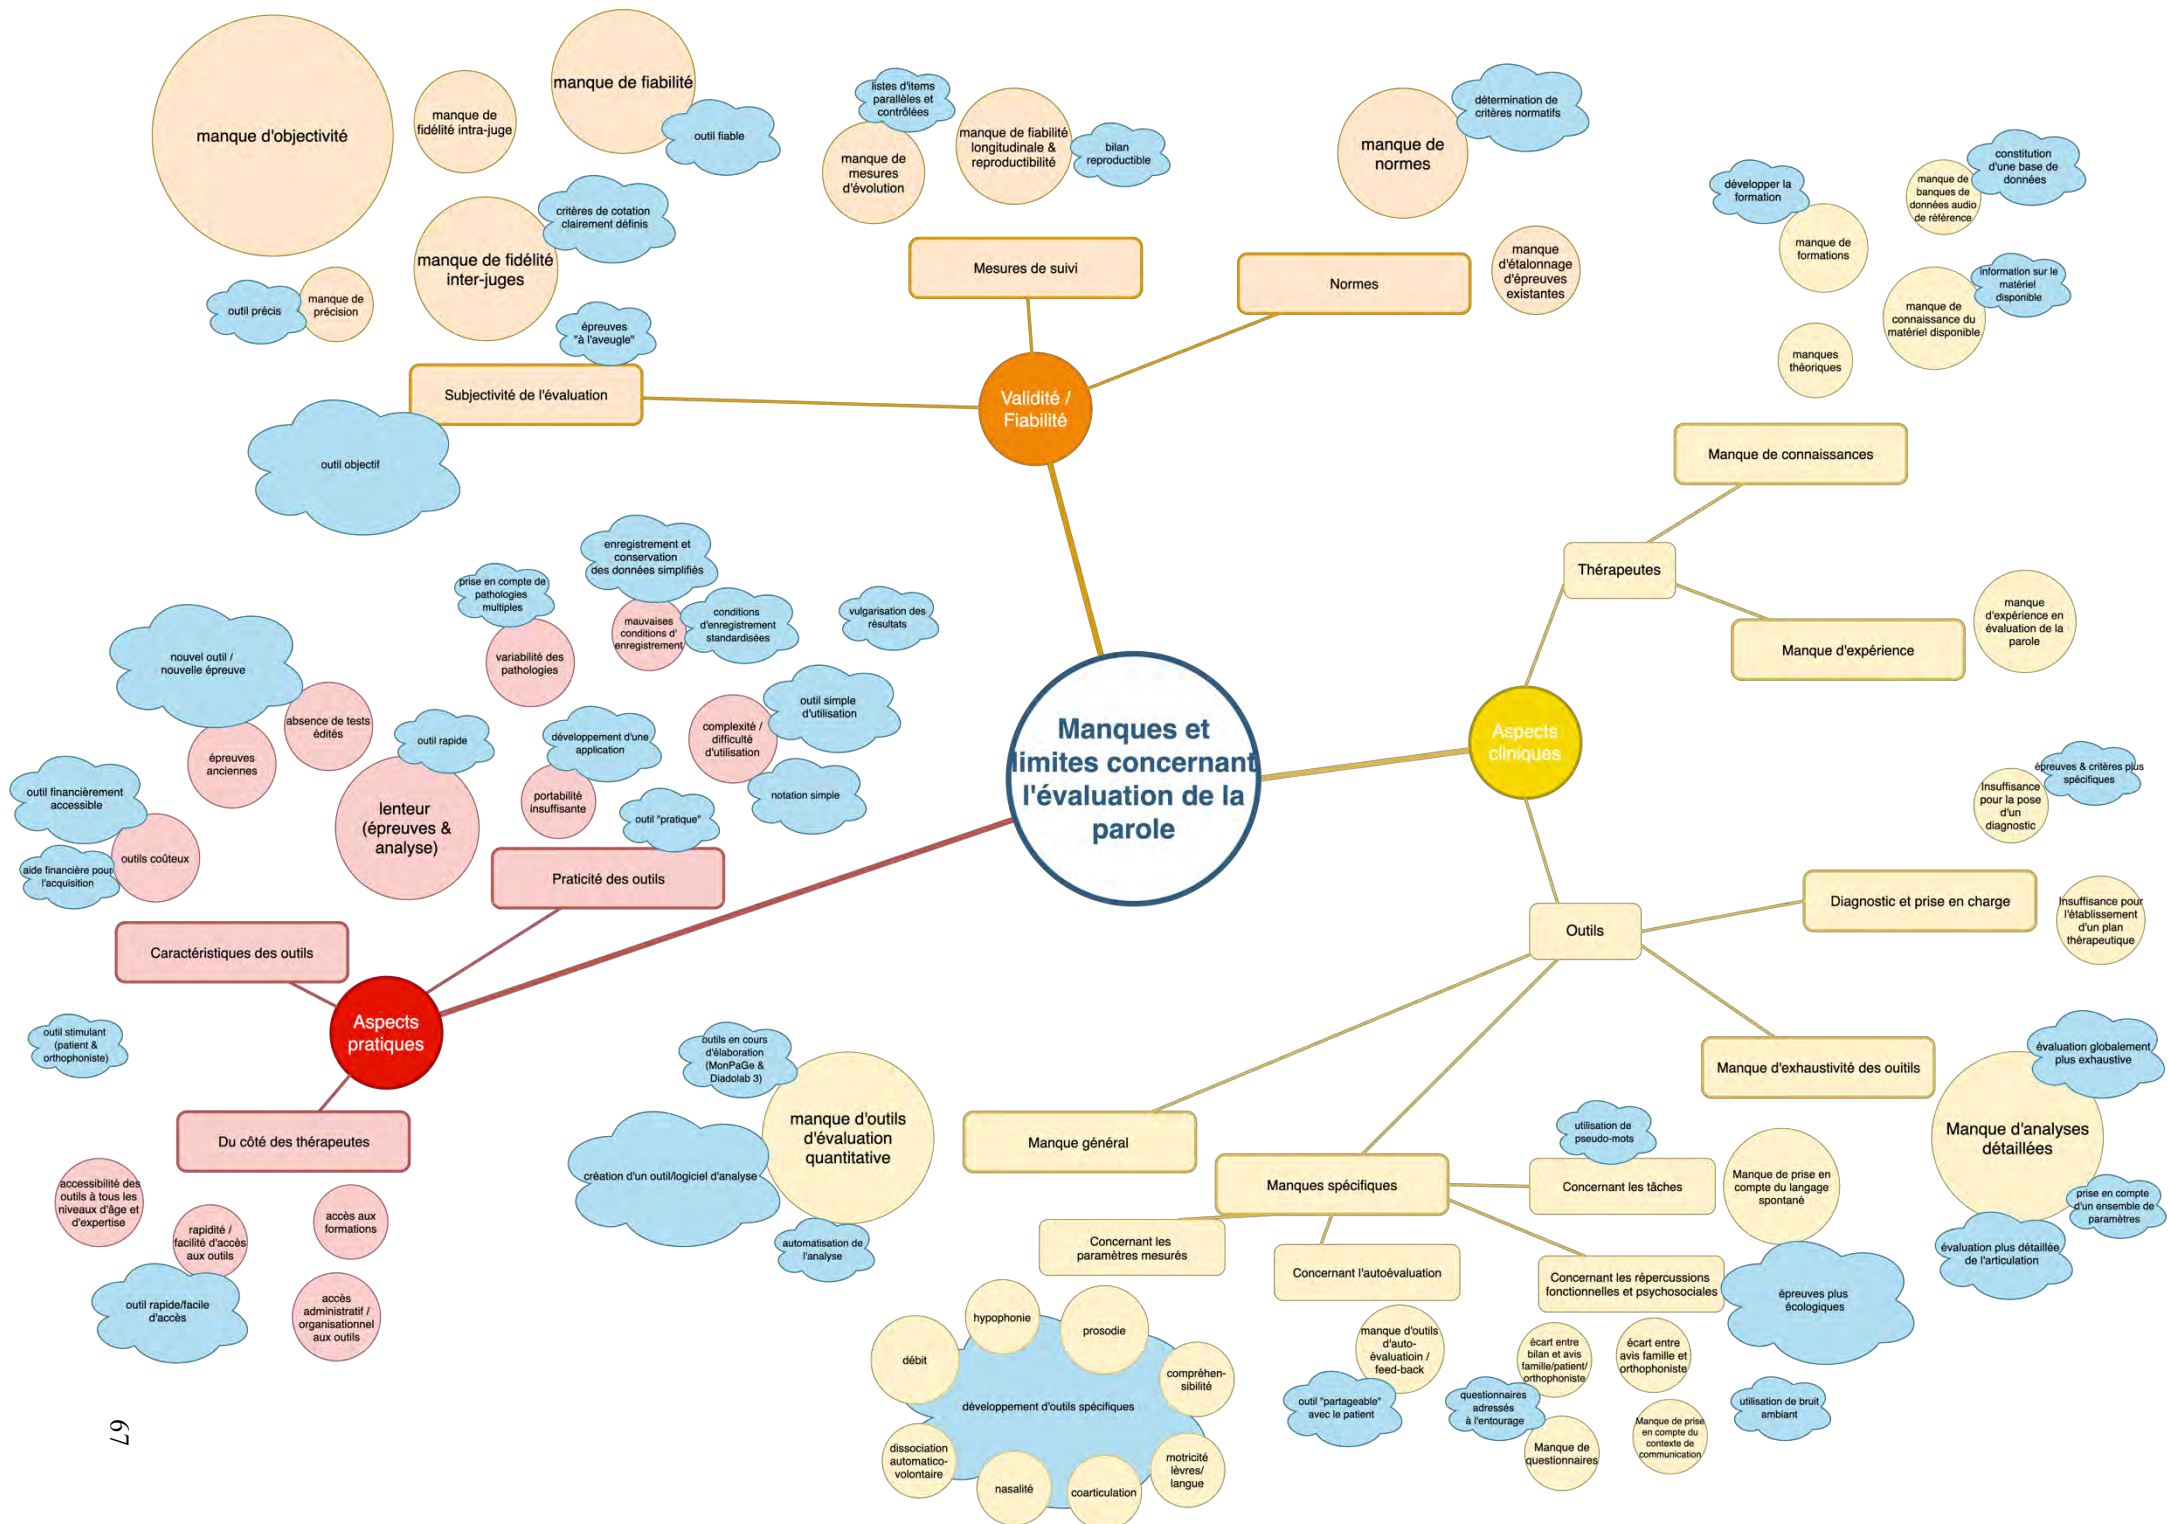 manque d'objectivité
manque de
fidélité intra-juge
manque de fiabilité
outil fiable
critères de cotation
clairement définis
manque de fidélité
inter-juges
outil précis
manque de
précision
épreuves
"à l'aveugle"
Subjectivité de l'évaluation
outil objectif
listes d'items
parallèles et
contrôlées
manque de
mesures
d'évolution
manque de fiabilité
longitudinale &
reproductibilité
bilan
reproductible
Mesures de suivi
manque de
normes
détermination de
critères normatifs
Normes
manque
d'étalonnage
d'épreuves
existantes
Validité /
Fiabilité
développer la
formation
manque de
formations
manque de
banques de
données audio
de référence
constitution
d'une base de
données
information sur le
matériel
disponible
manque de
connaissance du
matériel disponible
manques
théoriques
Manque de connaissances
Thérapeutes
Manque d'expérience
manque
d'expérience en
évaluation de la
parole
Aspects
cliniques
Manques et
limites concernant
l'évaluation de la
parole
enregistrement et
conservation
des données simplifiés
prise en compte de
pathologies
multiples
variabilité des
pathologies
mauvaises
conditions d'
enregistrement
conditions
d'enregistrement
standardisées
vulgarisation des
résultats
nouvel outil /
nouvelle épreuve
absence de tests
édités
épreuves
anciennes
outil rapide
lenteur
(épreuves &
analyse)
développement d'une
application
portabilité
insuffisante
complexité /
difficulté
d'utilisation
outil simple
d'utilisation
notation simple
outil "pratique"
outil financièrement
accessible
aide financière pour
l'acquisition
outils coûteux
Praticité des outils
Caractéristiques des outils
Aspects
pratiques
outil stimulant
(patient &
orthophoniste)
Du côté des thérapeutes
accessibilité des
outils à tous les
niveaux d'âge et
d'expertise
rapidité /
facilité d'accès
aux outils
accès aux
formations
outil rapide/facile
d'accès
accès
administratif /
organisationnel
aux outils
épreuves & critères plus
spécifiques
Insuffisance
pour la pose
d'un
diagnostic
Diagnostic et prise en charge
Insuffisance pour
l'établissement
d'un plan
thérapeutique
Outils
Manque d'exhaustivité des ouitils
évaluation globalement
plus exhaustive
Manque d'analyses
détaillées
prise en compte
d'un ensemble de
paramètres
évaluation plus détaillée
de l'articulation
outils en cours
d'élaboration
(MonPaGe &
Diadolab 3)
manque d'outils
d'évaluation
quantitative
création d'un outil/logiciel d'analyse
automatisation de
l'analyse
Manque général
Manques spécifiques
utilisation de
pseudo-mots
Concernant les tâches
Manque de prise en
compte du langage
spontané
Concernant les
paramètres mesurés
Concernant l'autoévaluation
Concernant les répercussions
fonctionnelles et psychosociales
épreuves plus
écologiques
hypophonie
prosodie
débit
compréhen-
sibilité
développement d'outils spécifiques
dissociation
automatico-
volontaire
nasalité
coarticulation
motricité
lèvres/
langue
manque d'outils
d'auto-
évaluatioin /
feed-back
outil "partageable"
avec le patient
écart entre
bilan et avis
famille/patient/
orthophoniste
écart entre
avis famille et
orthophoniste
questionnaires
adressés
à l'entourage
Manque de
questionnaires
Manque de prise
en compte du
contexte de
communication
utilisation de bruit
ambiant
67